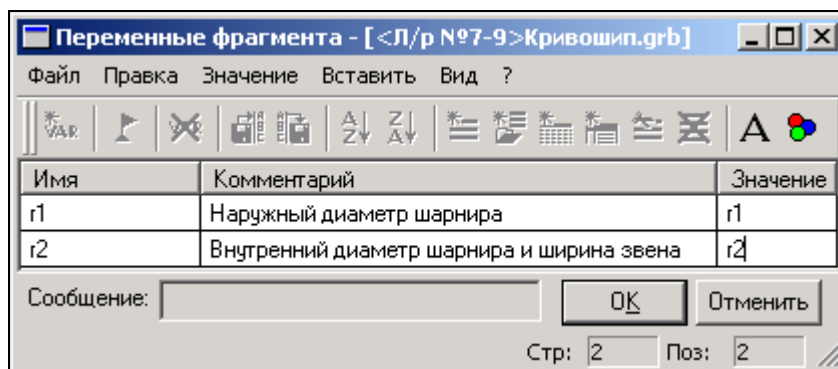 Переменные фрагмента - [<Л/р №7-9>Кривошип.grb]
Файл Правка Значение Вставить Вид ?
VAR A Z Z A A
Имя Комментарий Значение
r1 Наружный диаметр шарнира r1
r2 Внутренний диаметр шарнира и ширина звена r2
Сообщение: OK Отменить
Стр: 2 Поз: 2